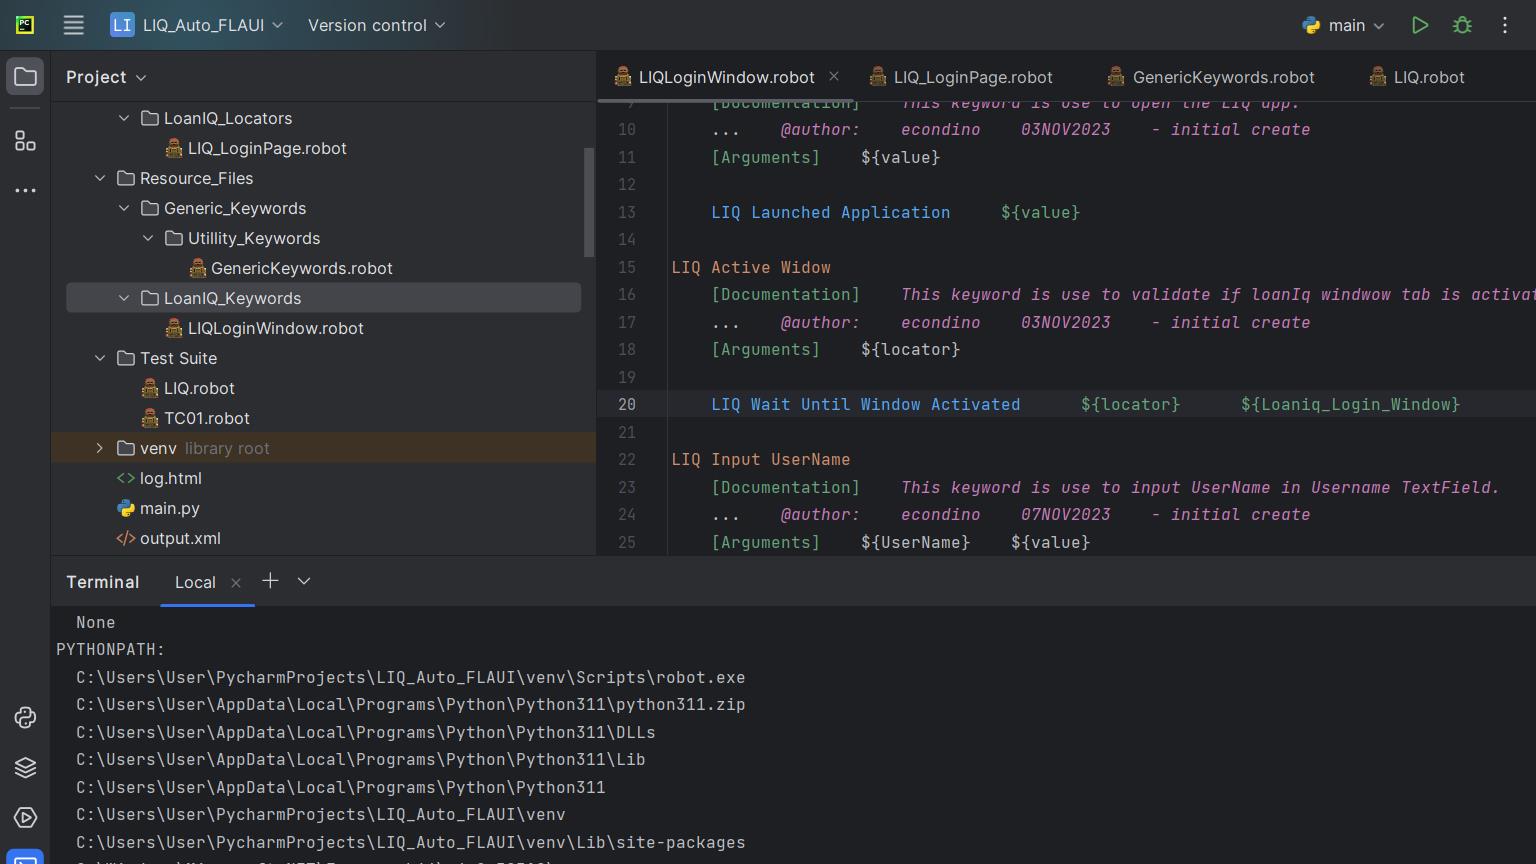 PC LI LIQ_Auto_FLAUI Version control main
Project
LIQLoginWindow.robot LIQ_LoginPage.robot GenericKeywords.robot LIQ.robot
LoanIQ_Locators
LIQ_LoginPage.robot
Resource_Files
Generic_Keywords
Utillity_Keywords
GenericKeywords.robot
LoanIQ_Keywords
LIQLoginWindow.robot
Test Suite
LIQ.robot
TC01.robot
venv library root
log.html
main.py
output.xml
9 [Documentation] This keyword is use to open the LIQ app.
10 ... @author: econdino 03NOV2023 - initial create
11 [Arguments] ${value}
12
13 LIQ Launched Application ${value}
14
15 LIQ Active Widow
16 [Documentation] This keyword is use to validate if loanIq windwow tab is activat
17 ... @author: econdino 03NOV2023 - initial create
18 [Arguments] ${locator}
19
20 LIQ Wait Until Window Activated ${locator} ${Loaniq_Login_Window}
21
22 LIQ Input UserName
23 [Documentation] This keyword is use to input UserName in Username TextField.
24 ... @author: econdino 07NOV2023 - initial create
25 [Arguments] ${UserName} ${value}
Terminal Local
None
PYTHONPATH:
C:\Users\User\PycharmProjects\LIQ_Auto_FLAUI\venv\Scripts\robot.exe
C:\Users\User\AppData\Local\Programs\Python\Python311\python311.zip
C:\Users\User\AppData\Local\Programs\Python\Python311\DLLs
C:\Users\User\AppData\Local\Programs\Python\Python311\Lib
C:\Users\User\AppData\Local\Programs\Python\Python311
C:\Users\User\PycharmProjects\LIQ_Auto_FLAUI\venv
C:\Users\User\PycharmProjects\LIQ_Auto_FLAUI\venv\Lib\site-packages